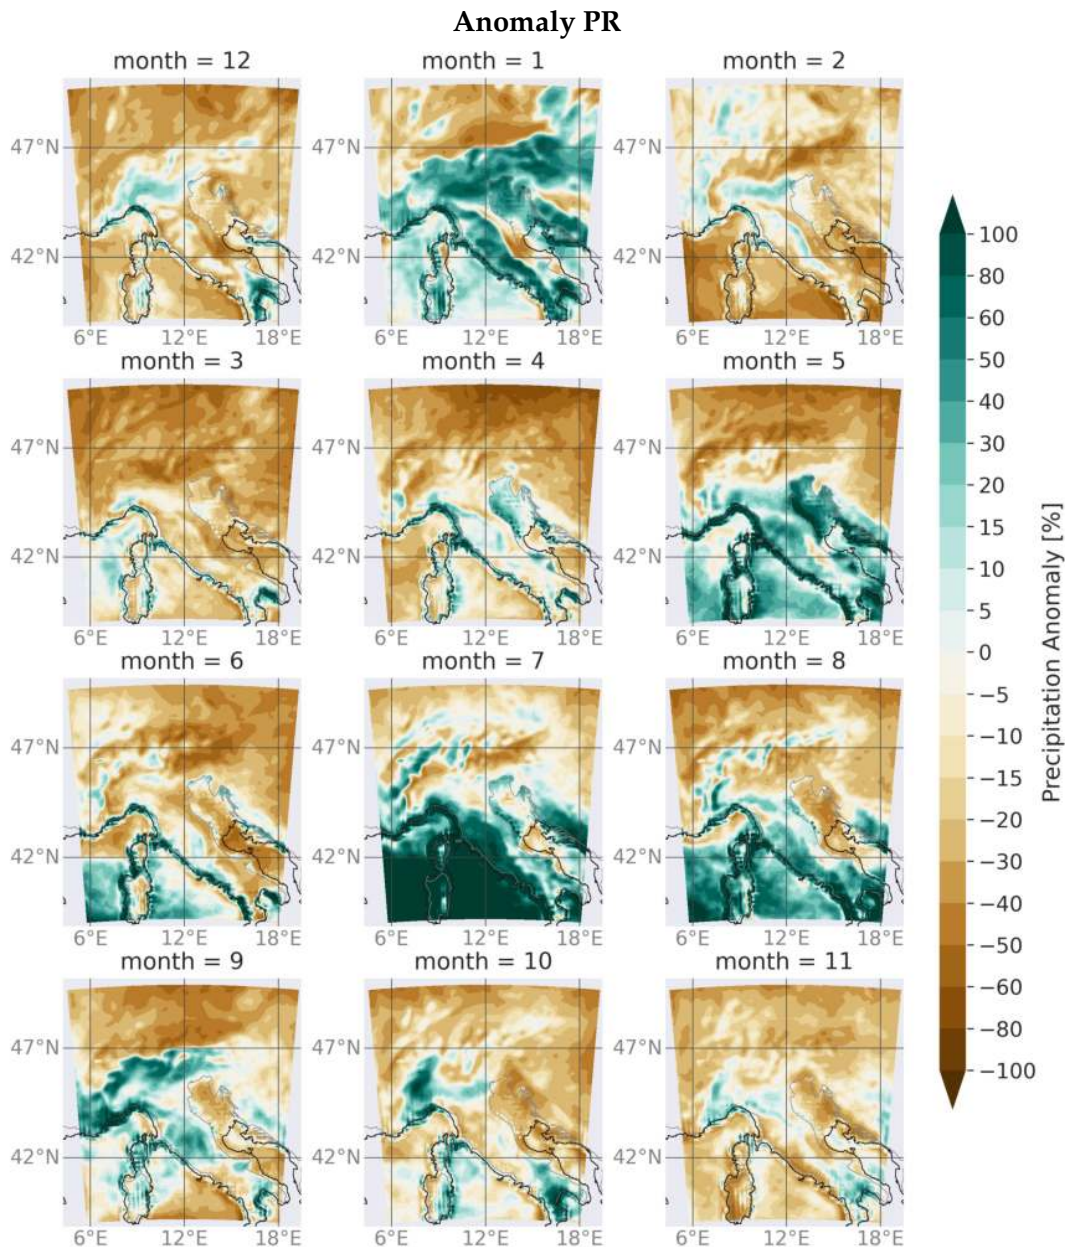 Anomaly PR
month = 12 month = 1 month = 2
47°N 47°N 47°N
42°N 42°N 42°N
6°E 12°E 18°E 6°E 12°E 18°E 6°E 12°E 18°E
month = 3 month = 4 month = 5
47°N 47°N 47°N
42°N 42°N 42°N
6°E 12°E 18°E 6°E 12°E 18°E 6°E 12°E 18°E
month = 6 month = 7 month = 8
47°N 47°N 47°N
42°N 42°N 42°N
6°E 12°E 18°E 6°E 12°E 18°E 6°E 12°E 18°E
month = 9 month = 10 month = 11
47°N 47°N 47°N
42°N 42°N 42°N
6°E 12°E 18°E 6°E 12°E 18°E 6°E 12°E 18°E
100
80
60
50
40
30
20
15
10
5
0
−5
−10
−15
−20
−30
−40
−50
−60
−80
−100
Precipitation Anomaly [%]